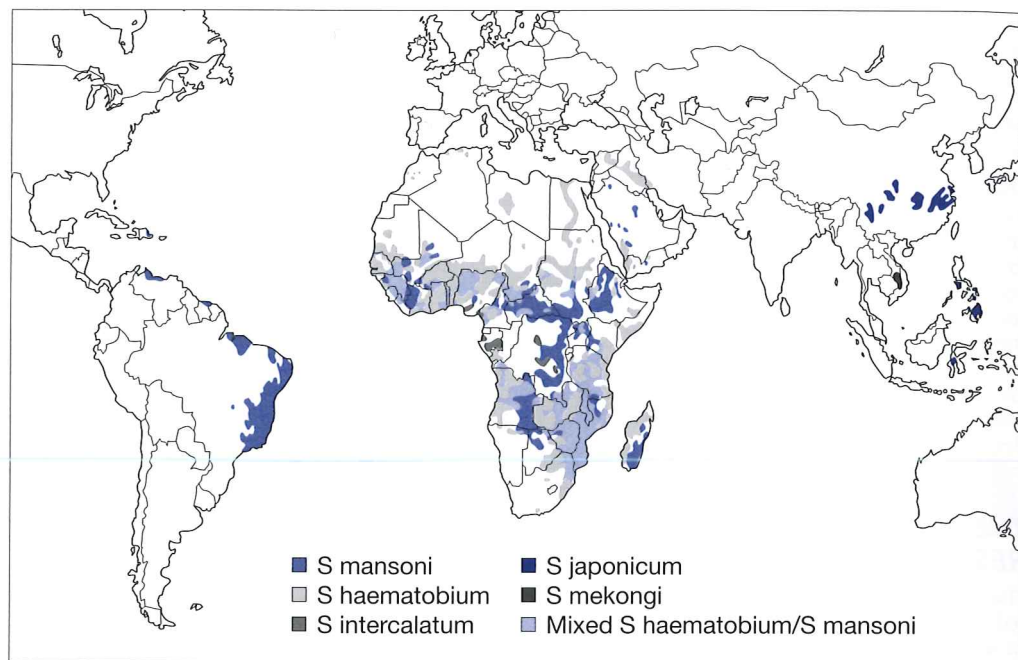 S mansoni
S haematobium
S intercalatum
S japonicum
S mekongi
Mixed S haematobium/S mansoni